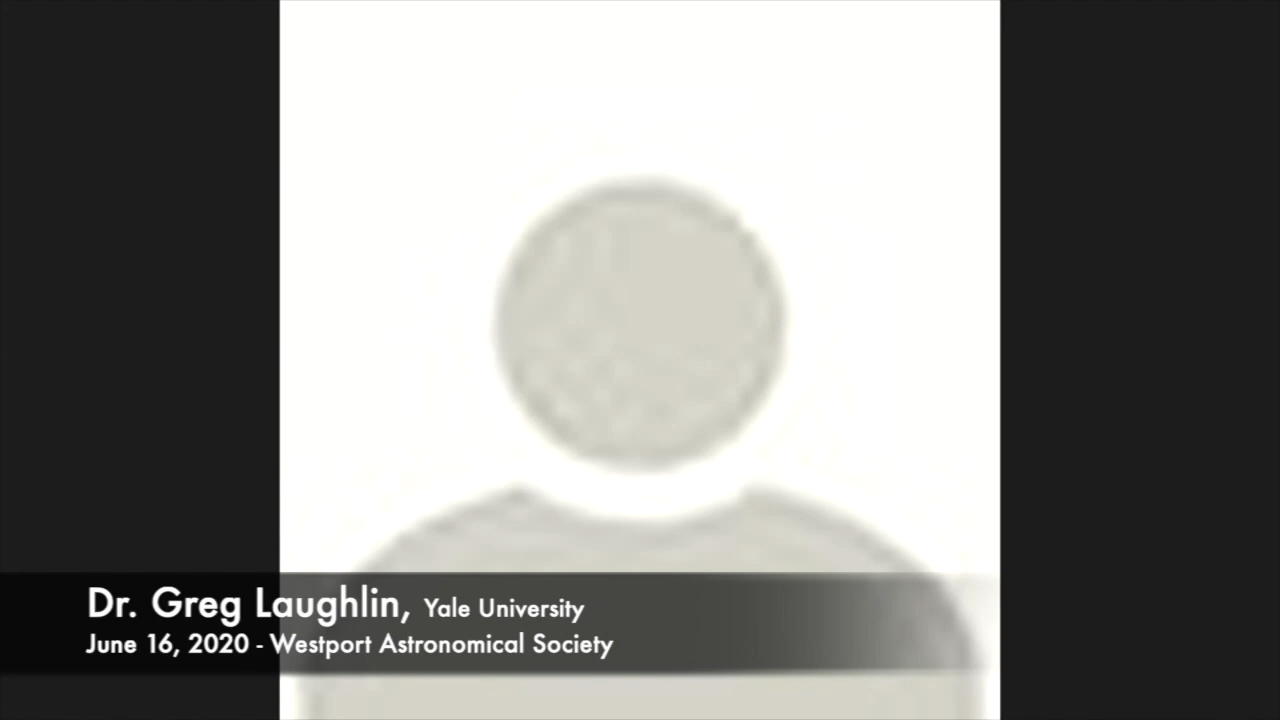 Dr. Greg Laughlin, Yale University
June 16, 2020 - Westport Astronomical Society